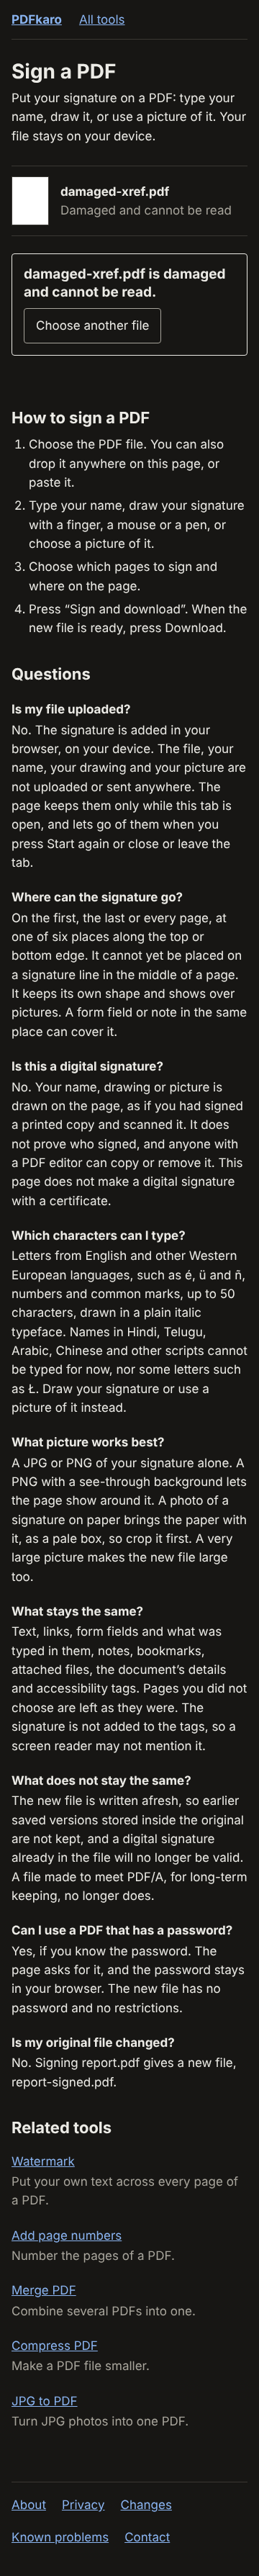 PDFkaro All tools
Sign a PDF
Put your signature on a PDF: type your
name, draw it, or use a picture of it. Your
file stays on your device.
damaged-xref.pdf
Damaged and cannot be read
damaged-xref.pdf is damaged
and cannot be read.
Choose another file
How to sign a PDF
1. Choose the PDF file. You can also
drop it anywhere on this page, or
paste it.
2. Type your name, draw your signature
with a finger, a mouse or a pen, or
choose a picture of it.
3. Choose which pages to sign and
where on the page.
4. Press “Sign and download”. When the
new file is ready, press Download.
Questions
Is my file uploaded?
No. The signature is added in your
browser, on your device. The file, your
name, your drawing and your picture are
not uploaded or sent anywhere. The
page keeps them only while this tab is
open, and lets go of them when you
press Start again or close or leave the
tab.
Where can the signature go?
On the first, the last or every page, at
one of six places along the top or
bottom edge. It cannot yet be placed on
a signature line in the middle of a page.
It keeps its own shape and shows over
pictures. A form field or note in the same
place can cover it.
Is this a digital signature?
No. Your name, drawing or picture is
drawn on the page, as if you had signed
a printed copy and scanned it. It does
not prove who signed, and anyone with
a PDF editor can copy or remove it. This
page does not make a digital signature
with a certificate.
Which characters can I type?
Letters from English and other Western
European languages, such as é, ü and ñ,
numbers and common marks, up to 50
characters, drawn in a plain italic
typeface. Names in Hindi, Telugu,
Arabic, Chinese and other scripts cannot
be typed for now, nor some letters such
as Ł. Draw your signature or use a
picture of it instead.
What picture works best?
A JPG or PNG of your signature alone. A
PNG with a see-through background lets
the page show around it. A photo of a
signature on paper brings the paper with
it, as a pale box, so crop it first. A very
large picture makes the new file large
too.
What stays the same?
Text, links, form fields and what was
typed in them, notes, bookmarks,
attached files, the document’s details
and accessibility tags. Pages you did not
choose are left as they were. The
signature is not added to the tags, so a
screen reader may not mention it.
What does not stay the same?
The new file is written afresh, so earlier
saved versions stored inside the original
are not kept, and a digital signature
already in the file will no longer be valid.
A file made to meet PDF/A, for long-term
keeping, no longer does.
Can I use a PDF that has a password?
Yes, if you know the password. The
page asks for it, and the password stays
in your browser. The new file has no
password and no restrictions.
Is my original file changed?
No. Signing report.pdf gives a new file,
report-signed.pdf.
Related tools
Watermark
Put your own text across every page of
a PDF.
Add page numbers
Number the pages of a PDF.
Merge PDF
Combine several PDFs into one.
Compress PDF
Make a PDF file smaller.
JPG to PDF
Turn JPG photos into one PDF.
About Privacy Changes
Known problems Contact